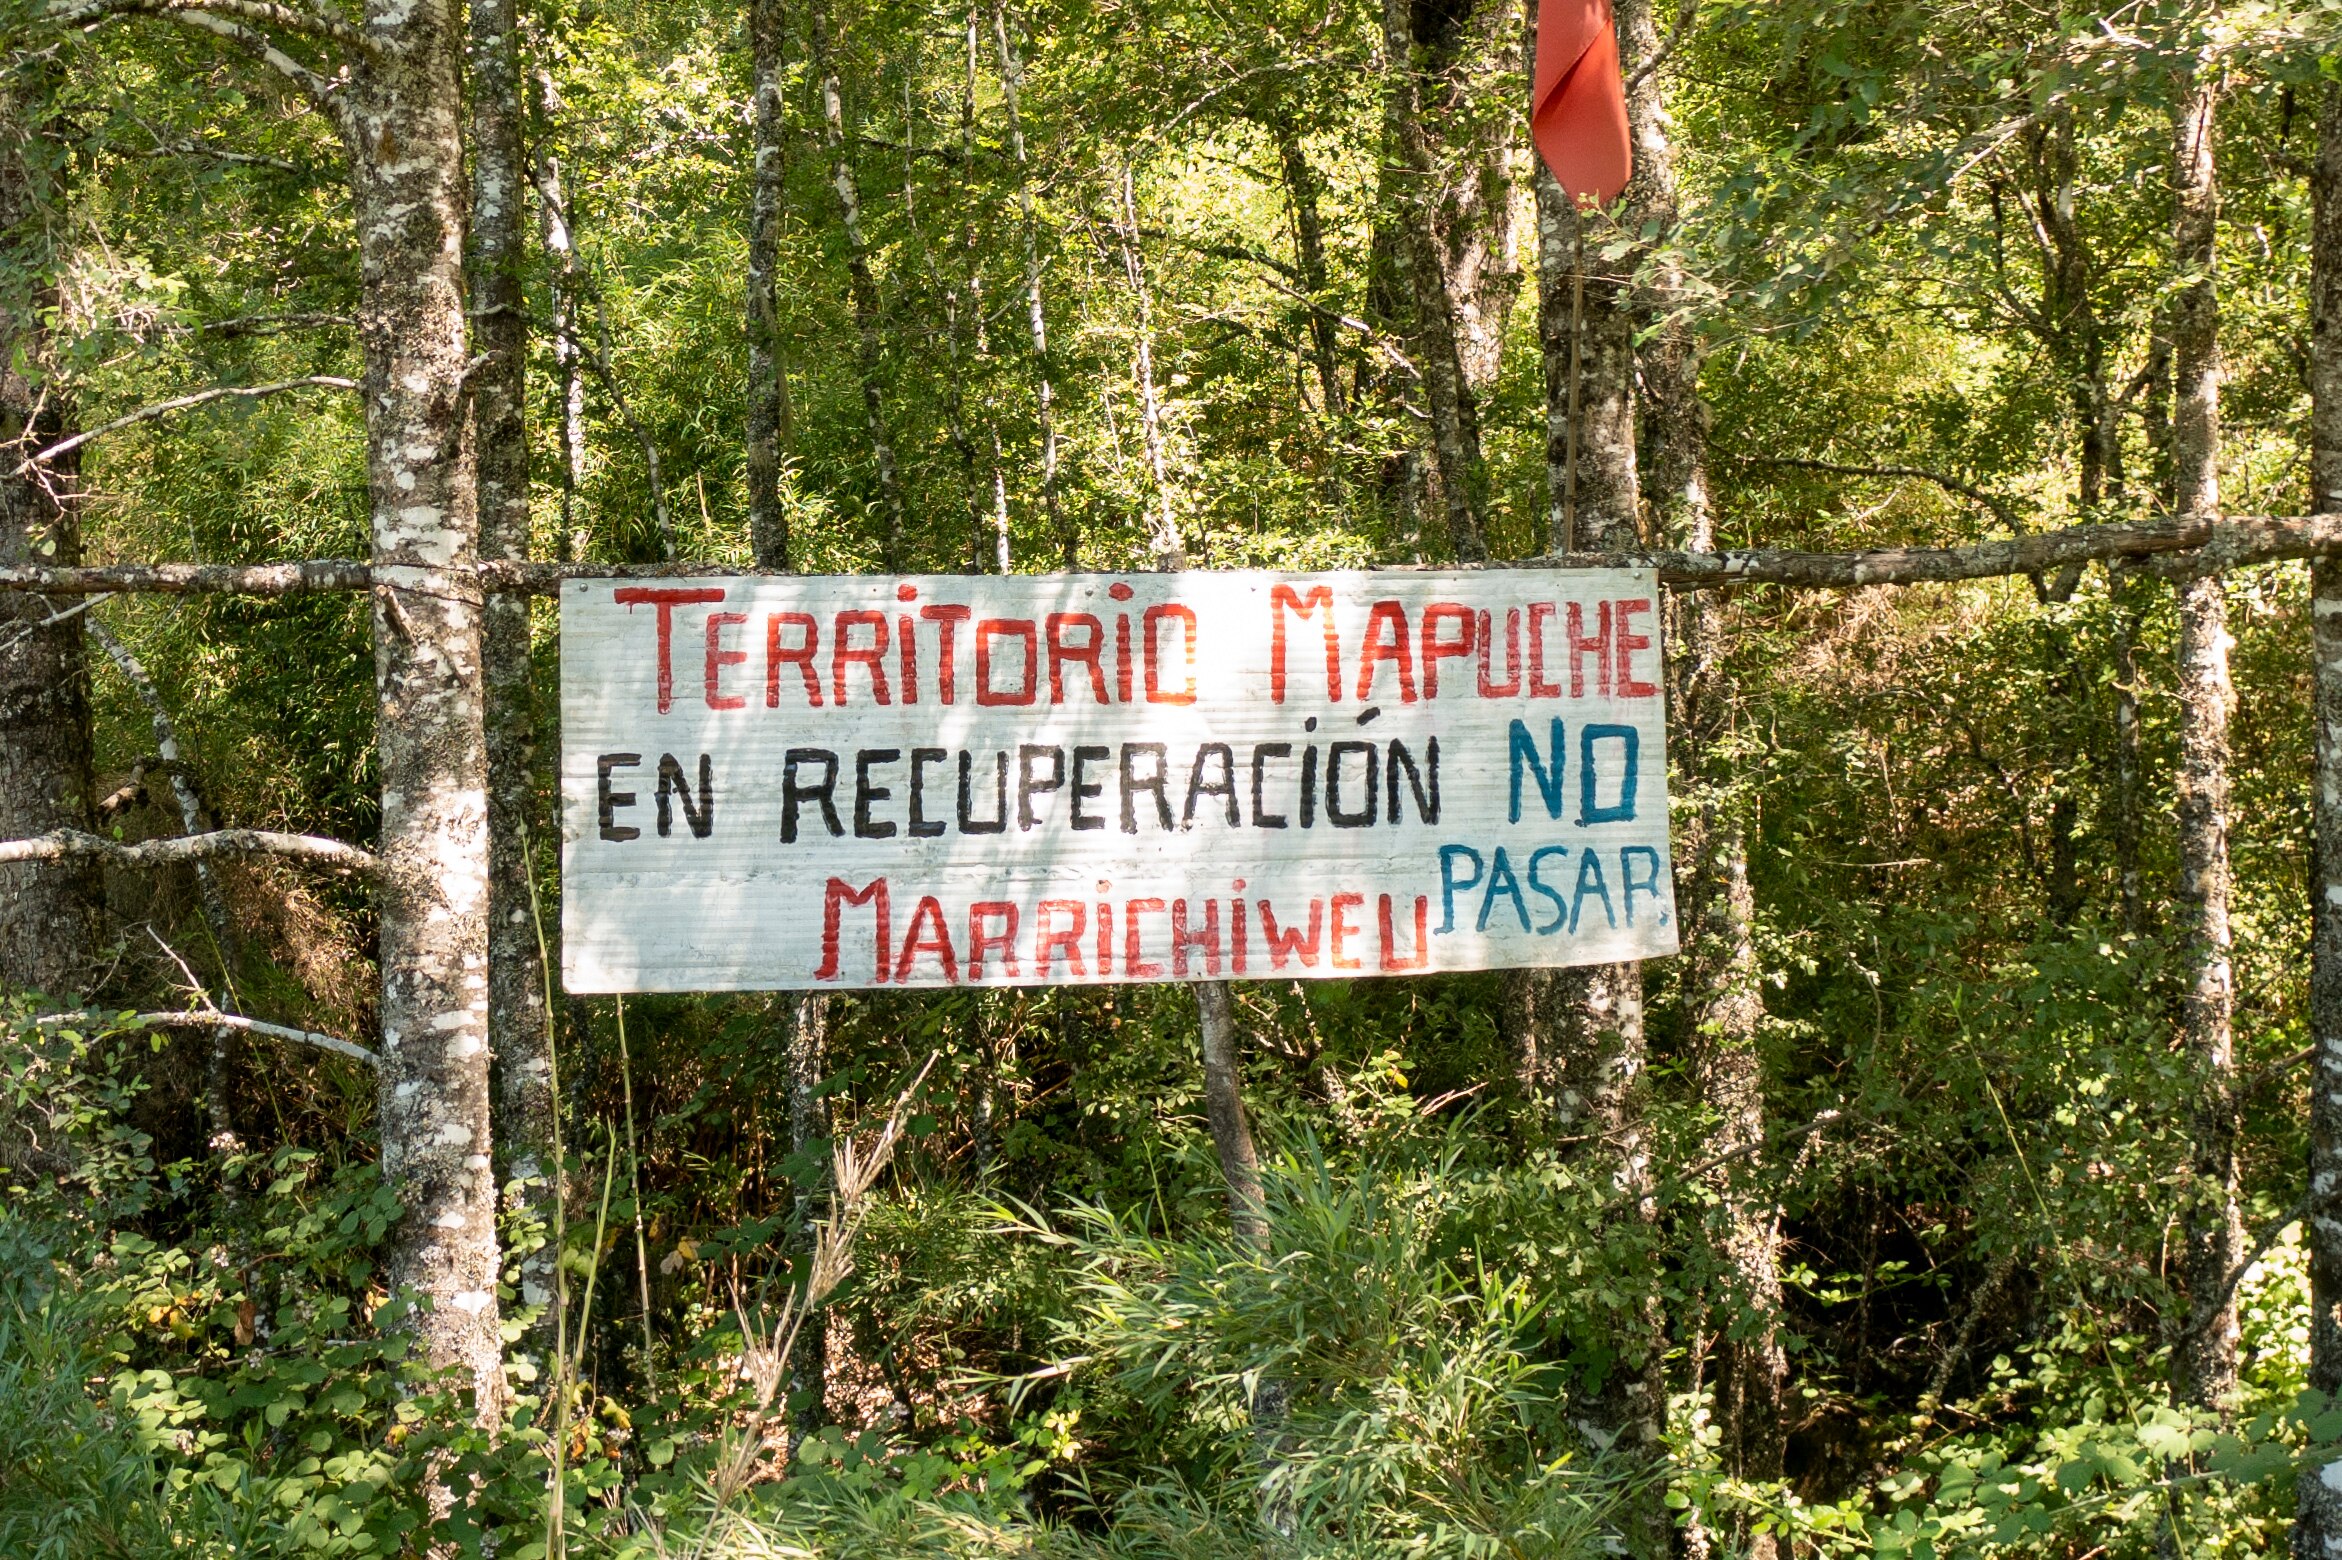 TERRITORIO MAPUCHE
EN RECUPERACIÓN NO
PASAR
MARRICHIWEU